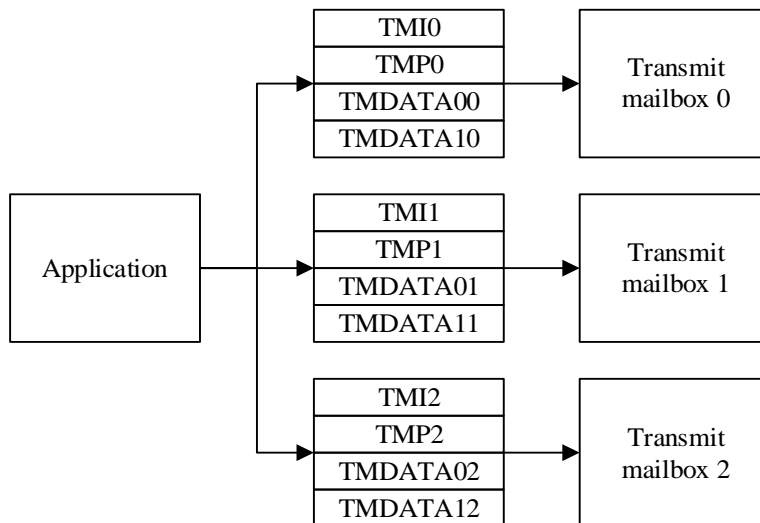 TMI0
TMP0
TMDATA00
TMDATA10
Transmit
mailbox 0
Application
TMI1
TMP1
TMDATA01
TMDATA11
Transmit
mailbox 1
TMI2
TMP2
TMDATA02
TMDATA12
Transmit
mailbox 2